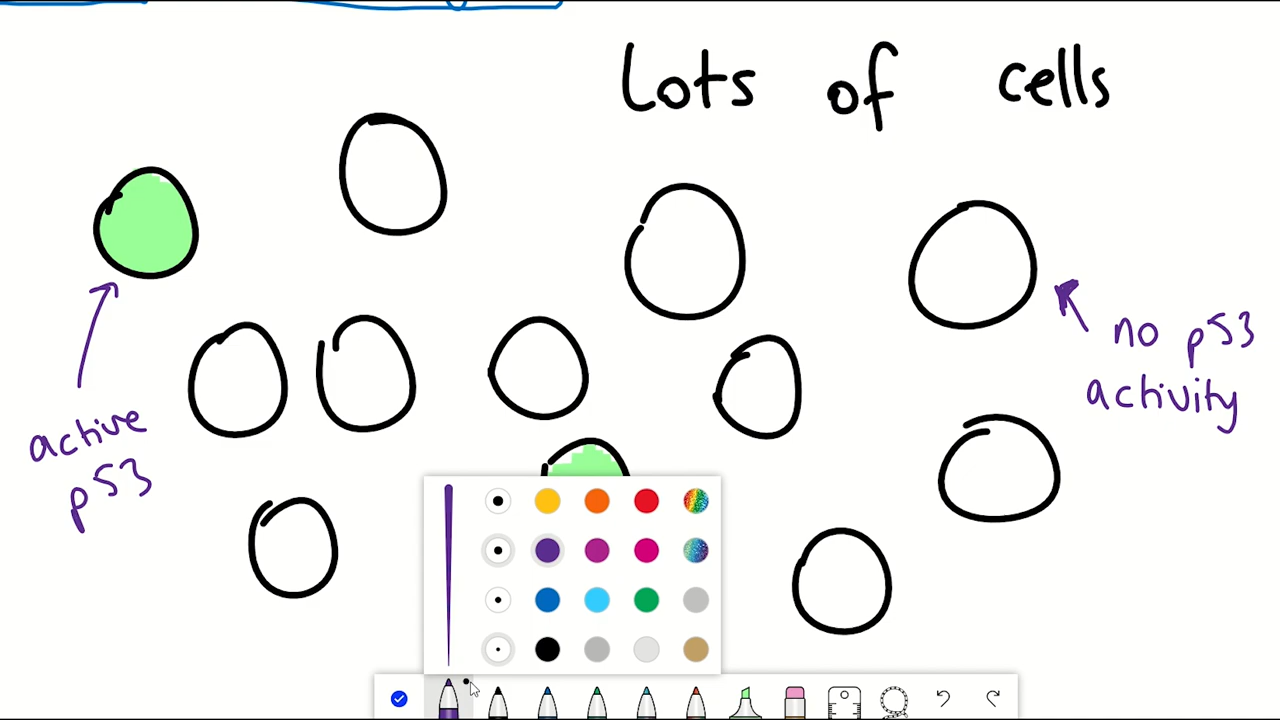 Lots of cells
no p53
activity
active
p53